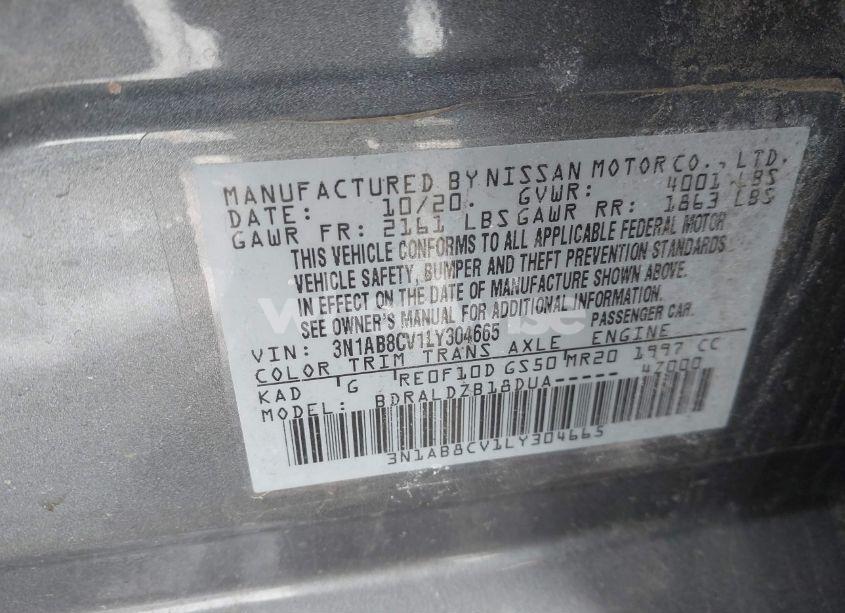 MANUFACTURED BY NISSAN MOTOR CO., LTD.
DATE: 10/20. GVWR: 4001 LBS
GAWR FR: 2161 LBS GAWR RR: 1863 LBS
THIS VEHICLE CONFORMS TO ALL APPLICABLE FEDERAL MOTOR
VEHICLE SAFETY, BUMPER AND THEFT PREVENTION STANDARDS
IN EFFECT ON THE DATE OF MANUFACTURE SHOWN ABOVE.
SEE OWNER'S MANUAL FOR ADDITIONAL INFORMATION.
VIN: 3N1AB8CV1LY304665 PASSENGER CAR.
COLOR TRIM TRANS AXLE ENGINE
KAD G RE0F10D GS50 MR20 1997 CC
MODEL: BDRALDZB18DUA----- 47000
3N1AB8CV1LY304665